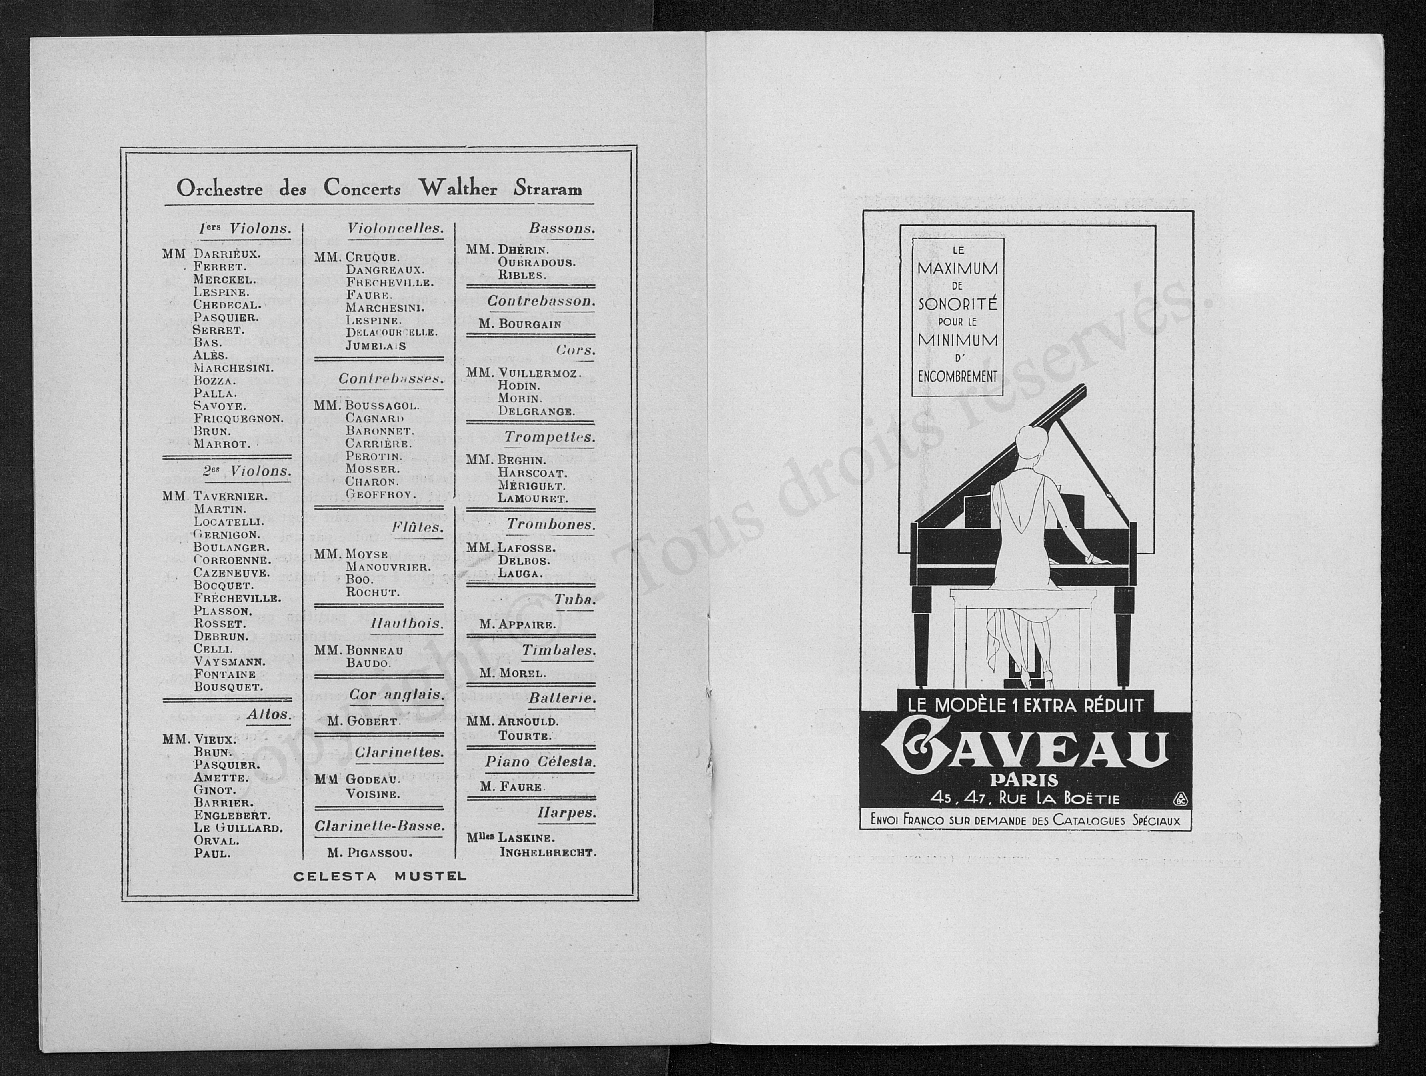 Orchestre des Concerts Walther Straram
1ers Violons.
MM DARRIEUX.
FERRET.
MERCKEL.
LESPINE.
CHEDECAL.
PASQUIER.
SERRET.
BAS.
ALÈS.
MARCHESINI.
BOZZA.
PALLA.
SAVOYE.
FRICQUEGNON.
BRUN.
MARROT.
2es Violons.
MM TAVERNIER.
MARTIN.
LOCATELLI.
GERNIGON.
BOULANGER.
CORROENNE.
CAZENEUVE.
BOCQUET.
FRÉCHEVILLE.
PLASSON.
ROSSET.
DEBRUN.
CELLI.
VAYSMANN.
FONTAINE
BOUSQUET.
Altos.
MM. VIEUX.
BRUN.
PASQUIER.
AMETTE.
GINOT.
BARRIER.
ENGLEBERT.
LE GUILLARD.
ORVAL.
PAUL.
Violoncelles.
MM. CRUQUE.
DANGREAUX.
FRECHEVILLE.
FAURE.
MARCHESINI.
LESPINE.
DELACOURCELLE.
JUMELAIS
Contrebasses.
MM. BOUSSAGOL.
CAGNARD
BARONNET.
CARRIÈRE.
PEROTIN.
MOSSER.
CHARON.
GEOFFROY.
Flûtes.
MM. MOYSE
MANOUVRIER.
BOO.
ROCHUT.
Hautbois.
MM. BONNEAU
BAUDO.
Cor anglais.
M. GOBERT.
Clarinettes.
MM GODEAU.
VOISINE.
Clarinette-Basse.
M. PIGASSOU.
Bassons.
MM. DHÉRIN.
OUBRADOUS.
RIBLES.
Contrebasson.
M. BOURGAIN
Cors.
MM. VUILLERMOZ.
HODIN.
MORIN.
DELGRANGE.
Trompettes.
MM. BEGHIN.
HARSCOAT.
MÉRIGUET.
LAMOURET.
Trombones.
MM. LAFOSSE.
DELBOS.
LAUGA.
Tuba.
M. APPAIRE.
Timbales.
M. MOREL.
Batterie.
MM. ARNOULD.
TOURTE.
Piano Célesta.
M. FAURE
Harpes.
Mlles LASKINE.
INGHELBRECHT.
CELESTA MUSTEL
LE
MAXIMUM
DE
SONORITÉ
POUR LE
MINIMUM
D'
ENCOMBREMENT
LE MODÈLE 1 EXTRA RÉDUIT
GAVEAU
PARIS
45, 47, RUE LA BOËTIE
ENVOI FRANCO SUR DEMANDE DES CATALOGUES SPÉCIAUX
Copyright © - Tous droits réservés.